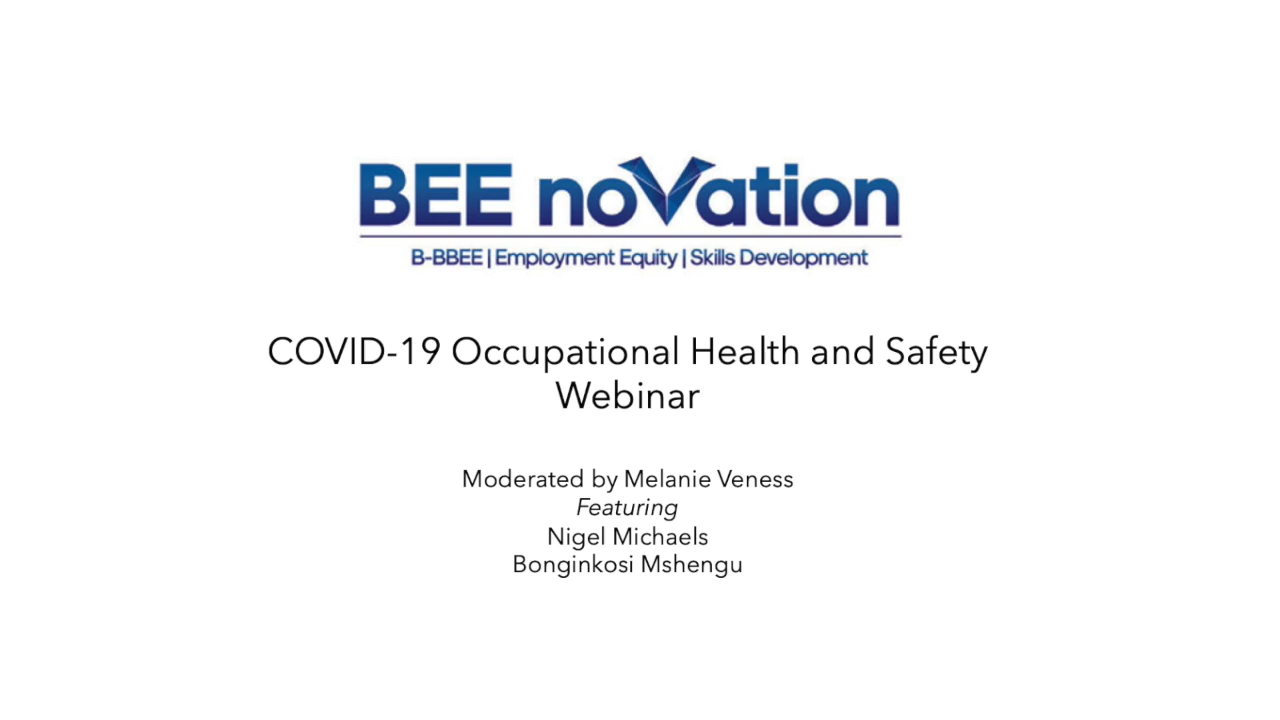 BEE noVation
B-BBEE | Employment Equity | Skills Development
COVID-19 Occupational Health and Safety
Webinar
Moderated by Melanie Veness
Featuring
Nigel Michaels
Bonginkosi Mshengu